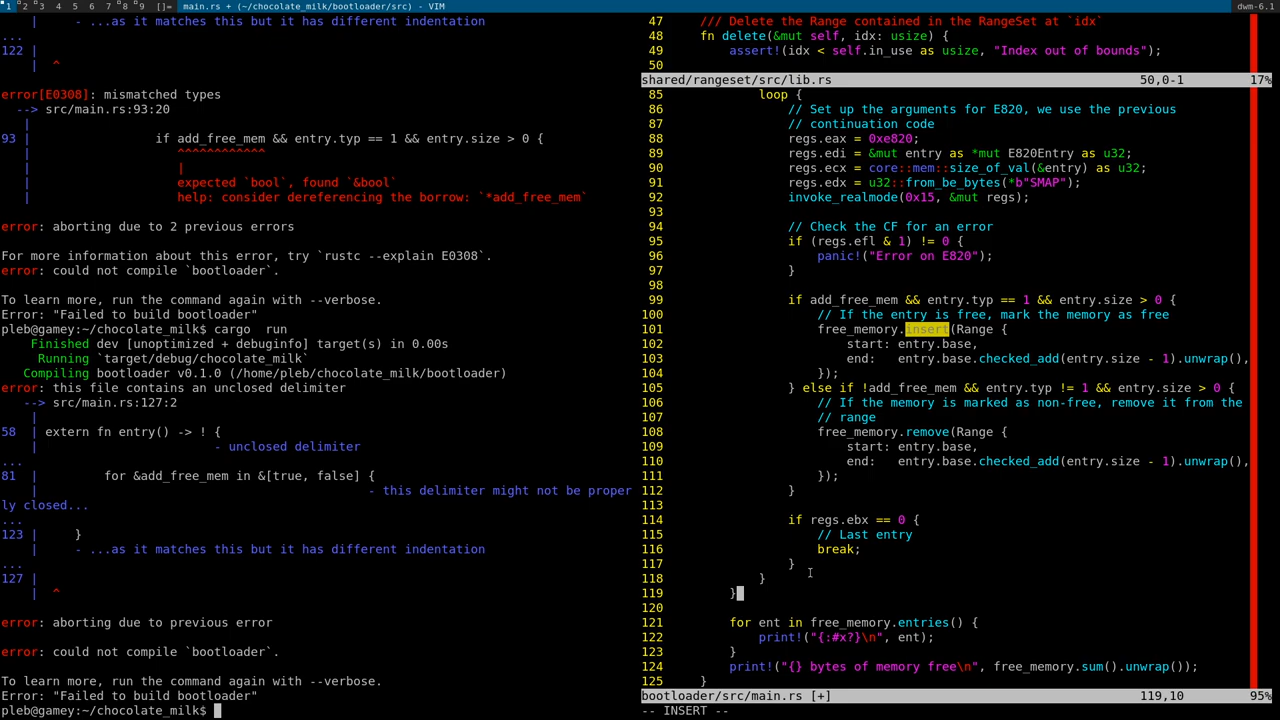 1 2 3 4 5 6 7 8 9 []= main.rs + (~/chocolate_milk/bootloader/src) - VIM dwm-6.1
     |     - ...as it matches this but it has different indentation
...
122 |
    |  ^

error[E0308]: mismatched types
  --> src/main.rs:93:20
   |
93 |                 if add_free_mem && entry.typ == 1 && entry.size > 0 {
   |                    ^^^^^^^^^^^^
   |                    |
   |                    expected `bool`, found `&bool`
   |                    help: consider dereferencing the borrow: `*add_free_mem`

error: aborting due to 2 previous errors

For more information about this error, try `rustc --explain E0308`.
error: could not compile `bootloader`.

To learn more, run the command again with --verbose.
Error: "Failed to build bootloader"
pleb@gamey:~/chocolate_milk$ cargo  run
    Finished dev [unoptimized + debuginfo] target(s) in 0.00s
     Running `target/debug/chocolate_milk`
   Compiling bootloader v0.1.0 (/home/pleb/chocolate_milk/bootloader)
error: this file contains an unclosed delimiter
   --> src/main.rs:127:2
    |
58  | extern fn entry() -> ! {
    |                        - unclosed delimiter
...
81  |         for &add_free_mem in &[true, false] {
    |                                             - this delimiter might not be proper
ly closed...
...
123 |     }
    |     - ...as it matches this but it has different indentation
...
127 |
    |  ^

error: aborting due to previous error

error: could not compile `bootloader`.

To learn more, run the command again with --verbose.
Error: "Failed to build bootloader"
pleb@gamey:~/chocolate_milk$
47     /// Delete the Range contained in the RangeSet at `idx`
48     fn delete(&mut self, idx: usize) {
49         assert!(idx < self.in_use as usize, "Index out of bounds");
50
shared/rangeset/src/lib.rs 50,0-1 17%
85             loop {
86                 // Set up the arguments for E820, we use the previous
87                 // continuation code
88                 regs.eax = 0xe820;
89                 regs.edi = &mut entry as *mut E820Entry as u32;
90                 regs.ecx = core::mem::size_of_val(&entry) as u32;
91                 regs.edx = u32::from_be_bytes(*b"SMAP");
92                 invoke_realmode(0x15, &mut regs);
93
94                 // Check the CF for an error
95                 if (regs.efl & 1) != 0 {
96                     panic!("Error on E820");
97                 }
98
99                 if add_free_mem && entry.typ == 1 && entry.size > 0 {
100                     // If the entry is free, mark the memory as free
101                     free_memory.insert(Range {
102                         start: entry.base,
103                         end:   entry.base.checked_add(entry.size - 1).unwrap(),
104                     });
105                 } else if !add_free_mem && entry.typ != 1 && entry.size > 0 {
106                     // If the memory is marked as non-free, remove it from the
107                     // range
108                     free_memory.remove(Range {
109                         start: entry.base,
110                         end:   entry.base.checked_add(entry.size - 1).unwrap(),
111                     });
112                 }
113
114                 if regs.ebx == 0 {
115                     // Last entry
116                     break;
117                 }
118             }
119         }
120
121         for ent in free_memory.entries() {
122             print!("{:#x?}\n", ent);
123         }
124         print!("{} bytes of memory free\n", free_memory.sum().unwrap());
125     }
bootloader/src/main.rs [+] 119,10 95%
-- INSERT --